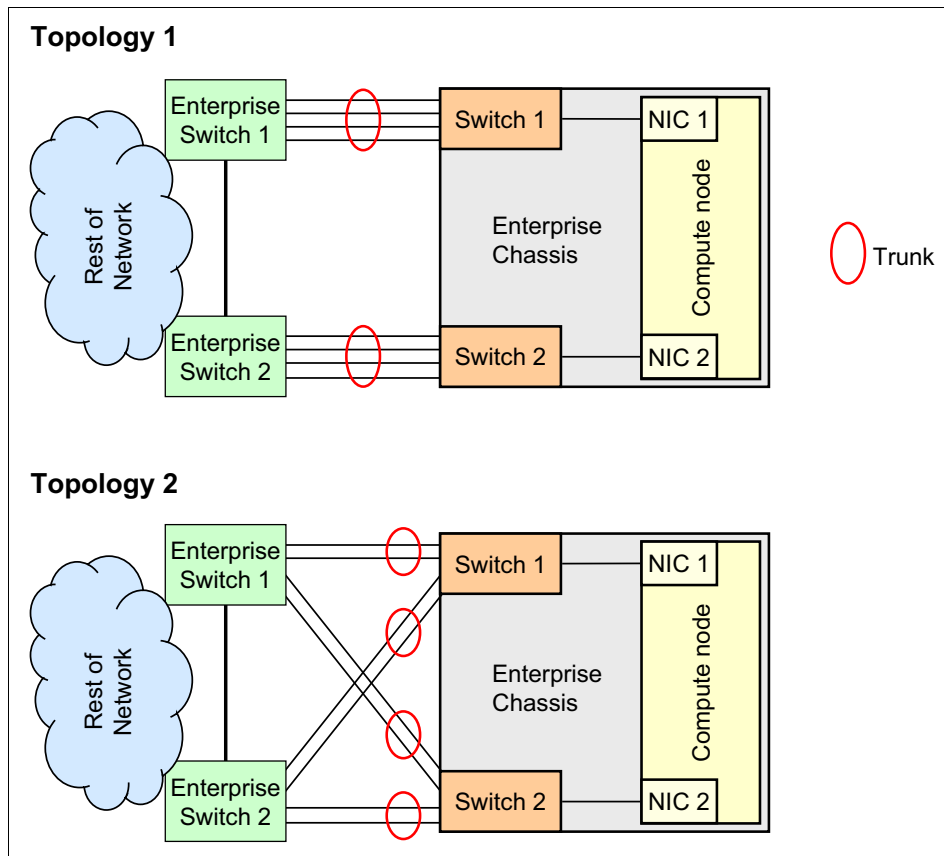 Topology 1
Enterprise
Switch 1
Switch 1
NIC 1
Rest of
Network
Enterprise
Chassis
Compute node
Trunk
Enterprise
Switch 2
Switch 2
NIC 2
Topology 2
Enterprise
Switch 1
Switch 1
NIC 1
Rest of
Network
Enterprise
Chassis
Compute node
Enterprise
Switch 2
Switch 2
NIC 2